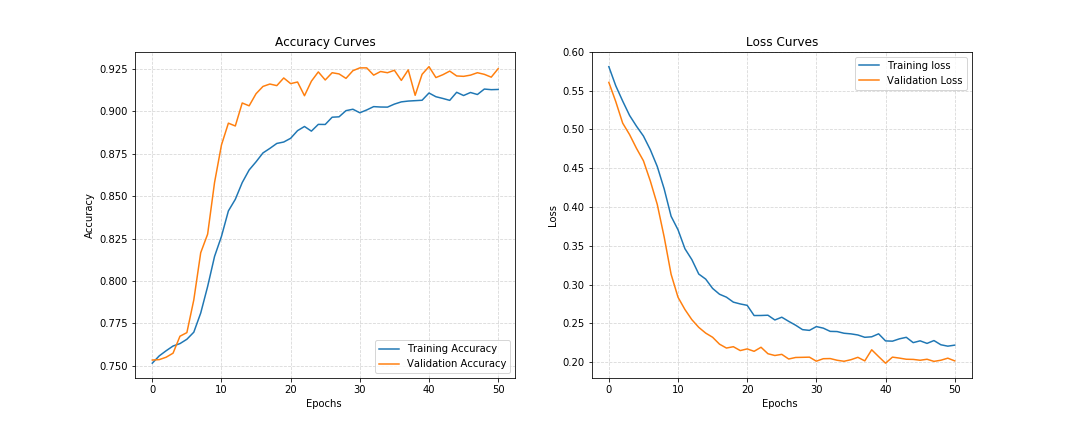 Accuracy Curves
0.925
0.900
0.875
0.850
0.825
0.800
0.775
0.750
Accuracy
0 10 20 30 40 50
Epochs
Training Accuracy
Validation Accuracy
Loss Curves
0.60
0.55
0.50
0.45
0.40
0.35
0.30
0.25
0.20
Loss
0 10 20 30 40 50
Epochs
Training loss
Validation Loss